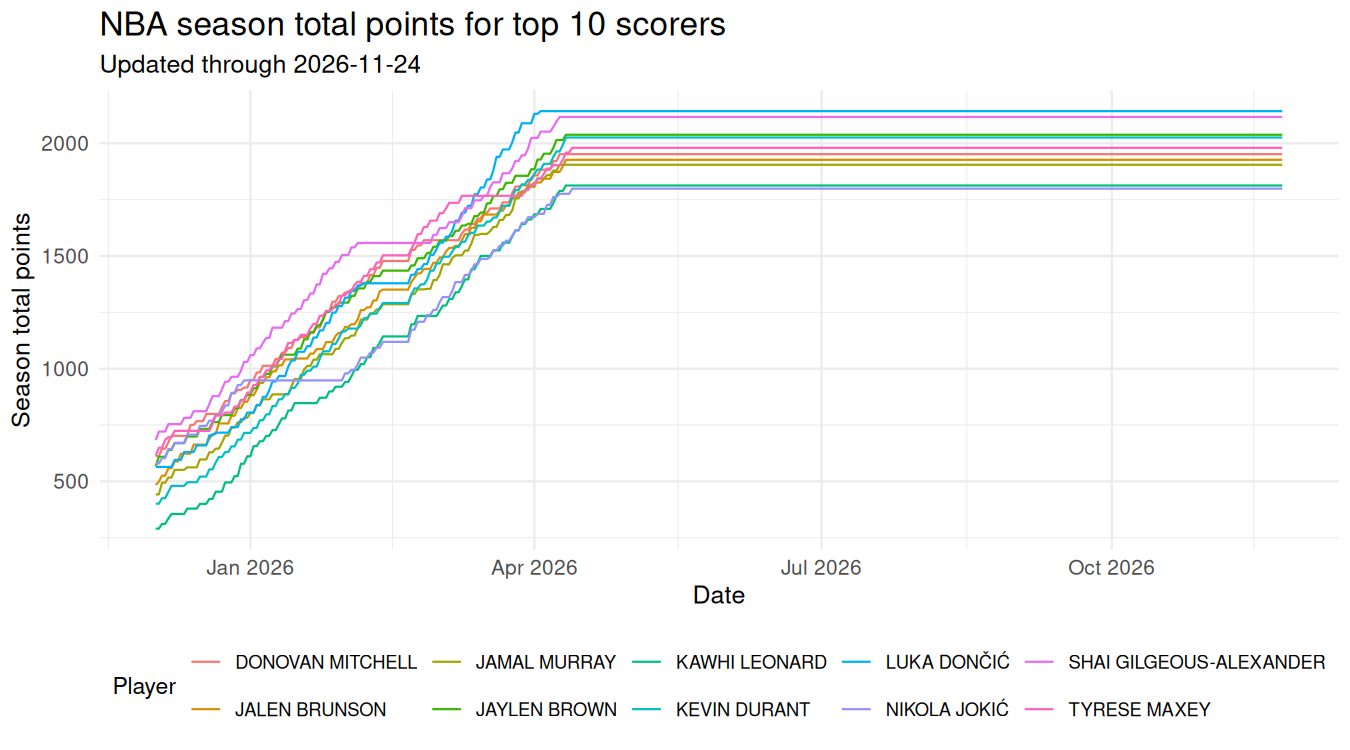 NBA season total points for top 10 scorers
Updated through 2026-11-24
Season total points
2000
1500
1000
500
Jan 2026 Apr 2026 Jul 2026 Oct 2026
Date
Player
DONOVAN MITCHELL JAMAL MURRAY KAWHI LEONARD LUKA DONČIĆ SHAI GILGEOUS-ALEXANDER
JALEN BRUNSON JAYLEN BROWN KEVIN DURANT NIKOLA JOKIĆ TYRESE MAXEY